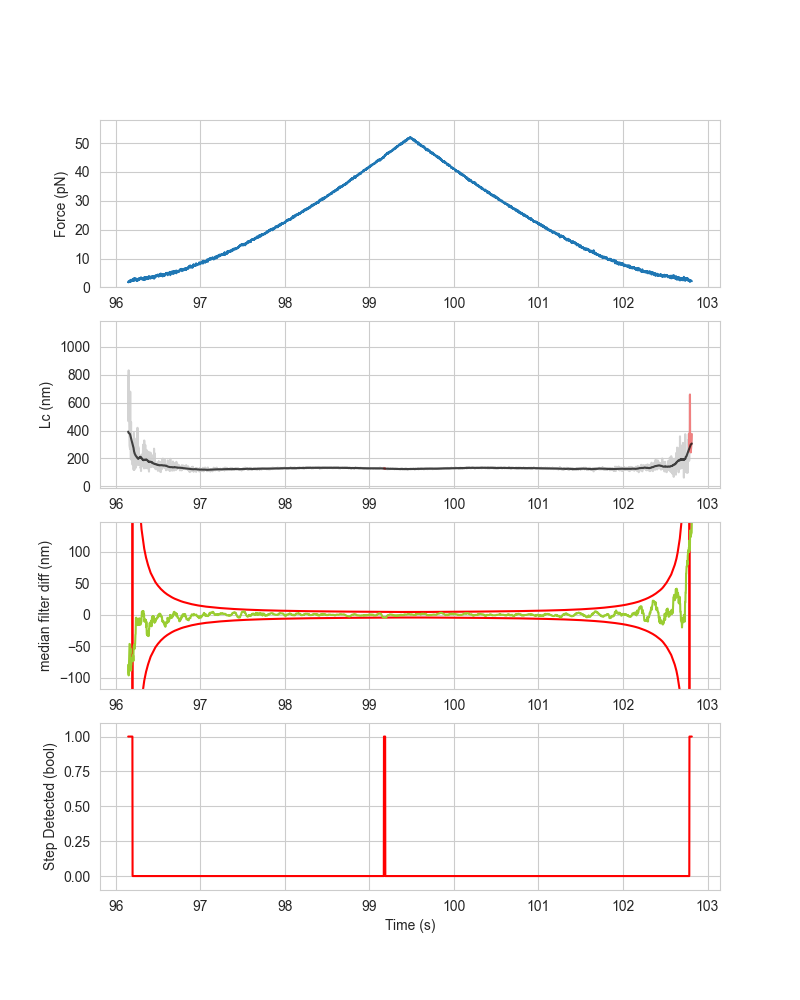 50
40
30
20
10
0
Force (pN)
96 97 98 99 100 101 102 103
1000
800
600
400
200
0
Lc (nm)
96 97 98 99 100 101 102 103
100
50
0
−50
−100
median filter diff (nm)
96 97 98 99 100 101 102 103
1.00
0.75
0.50
0.25
0.00
Step Detected (bool)
96 97 98 99 100 101 102 103
Time (s)